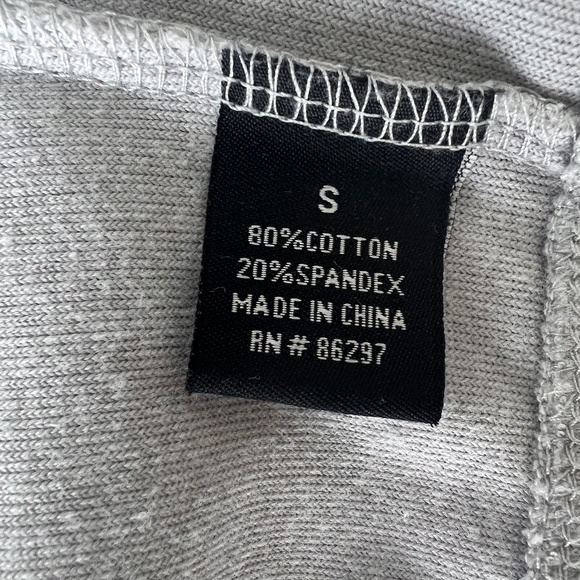 S
80%COTTON
20%SPANDEX
MADE IN CHINA
RN # 86297